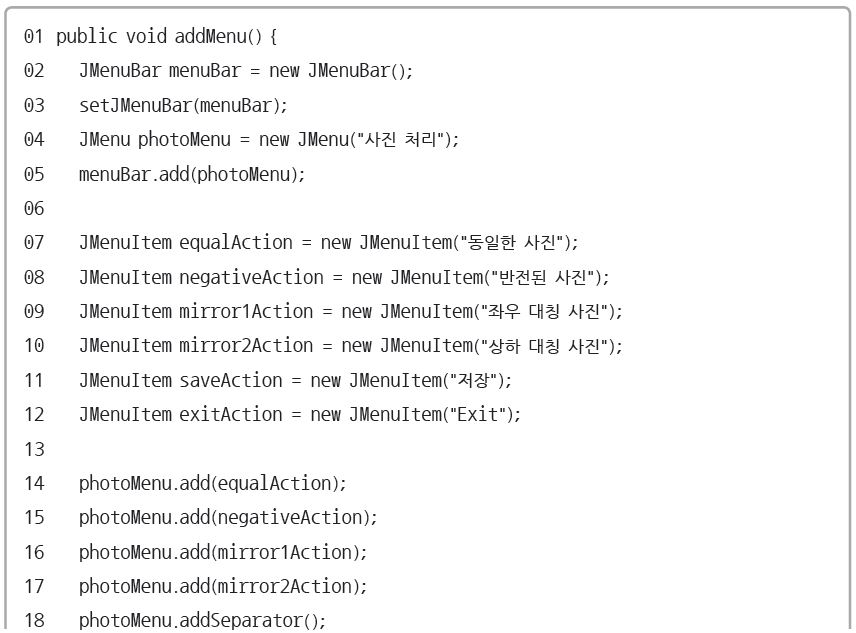 01 public void addMenu() {
02 JMenuBar menuBar = new JMenuBar();
03 setJMenuBar(menuBar);
04 JMenu photoMenu = new JMenu("사진 처리");
05 menuBar.add(photoMenu);
06
07 JMenuItem equalAction = new JMenuItem("동일한 사진");
08 JMenuItem negativeAction = new JMenuItem("반전된 사진");
09 JMenuItem mirror1Action = new JMenuItem("좌우 대칭 사진");
10 JMenuItem mirror2Action = new JMenuItem("상하 대칭 사진");
11 JMenuItem saveAction = new JMenuItem("저장");
12 JMenuItem exitAction = new JMenuItem("Exit");
13
14 photoMenu.add(equalAction);
15 photoMenu.add(negativeAction);
16 photoMenu.add(mirror1Action);
17 photoMenu.add(mirror2Action);
18 photoMenu.addSeparator();